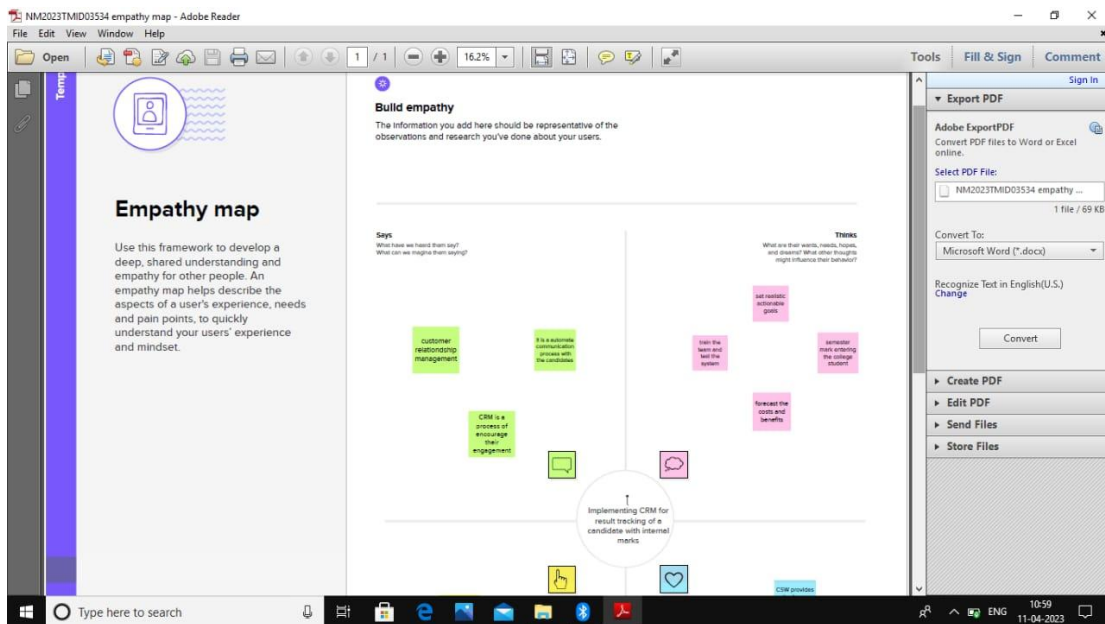 NM2023TMID03534 empathy map - Adobe Reader
File Edit View Window Help
Open
1 / 1
16.2%
Tools
Fill & Sign
Comment
Sign In
Temp
Build empathy
The information you add here should be representative of the
observations and research you've done about your users.
Empathy map
Use this framework to develop a
deep, shared understanding and
empathy for other people. An
empathy map helps describe the
aspects of a user's experience, needs
and pain points, to quickly
understand your users' experience
and mindset.
Says
What have we heard them say?
What can we imagine them saying?
Thinks
What are their wants, needs, hopes,
and dreams? What other thoughts
might influence their behavior?
customer
relationship
management
It is a automate
communication
process with
the candidates
CRM is a
process of
encourage
their
engagement
set realistic
actionable
goals
train the
team and
test the
system
semester
mark entering
the college
student
forecast the
costs and
benefits
Implementing CRM for
result tracking of a
candidate with internal
marks
CSW provides
Export PDF
Adobe ExportPDF
Convert PDF files to Word or Excel
online.
Select PDF File:
NM2023TMID03534 empathy ...
1 file / 69 KB
Convert To:
Microsoft Word (*.docx)
Recognize Text in English(U.S.)
Change
Convert
Create PDF
Edit PDF
Send Files
Store Files
Type here to search
ENG
10:59
11-04-2023